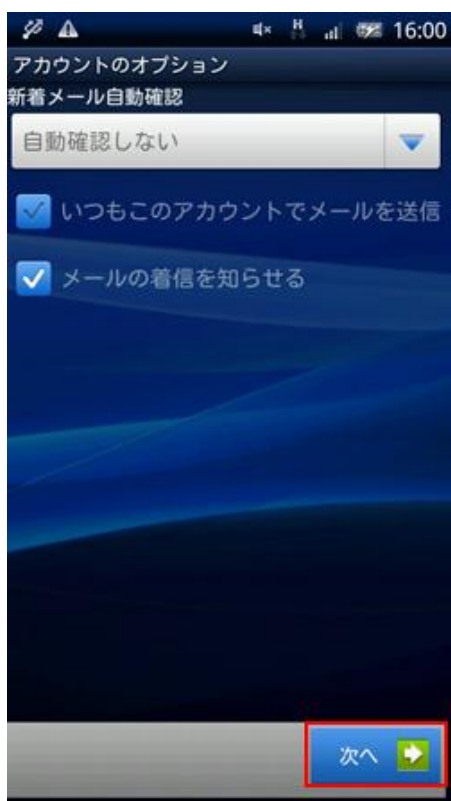 H 16:00
アカウントのオプション
新着メール自動確認
自動確認しない
いつもこのアカウントでメールを送信
メールの着信を知らせる
次へ